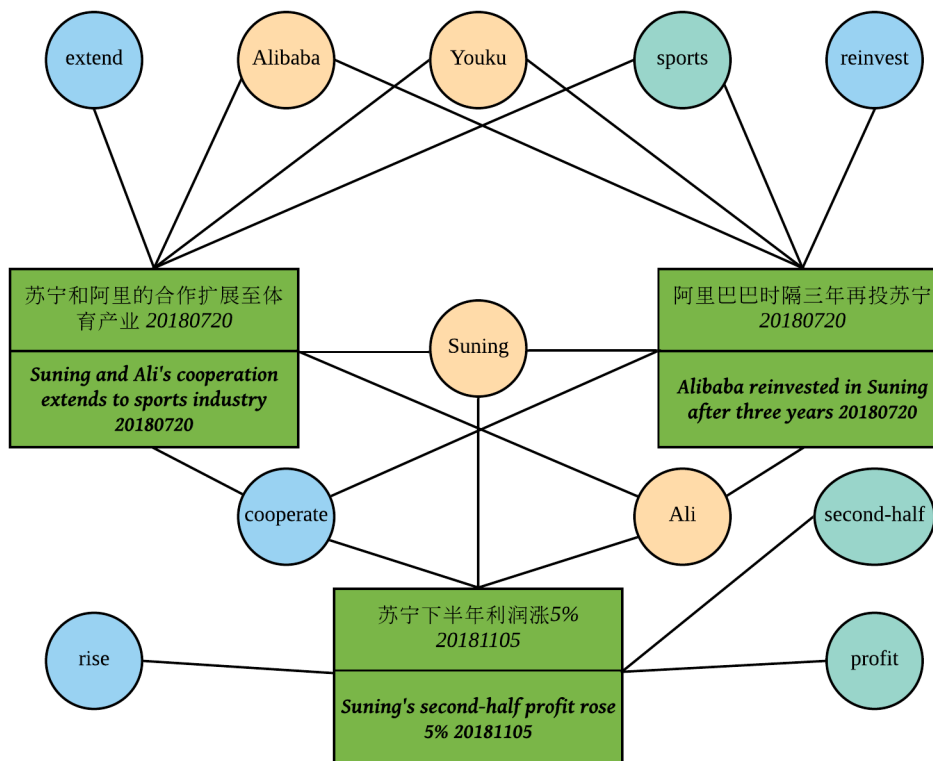 extend
Alibaba
Youku
sports
reinvest
苏宁和阿里的合作扩展至体
育产业 20180720
Suning and Ali's cooperation
extends to sports industry
20180720
Suning
阿里巴巴时隔三年再投苏宁
20180720
Alibaba reinvested in Suning
after three years 20180720
cooperate
Ali
second-half
苏宁下半年利润涨5%
20181105
Suning's second-half profit rose
5% 20181105
rise
profit